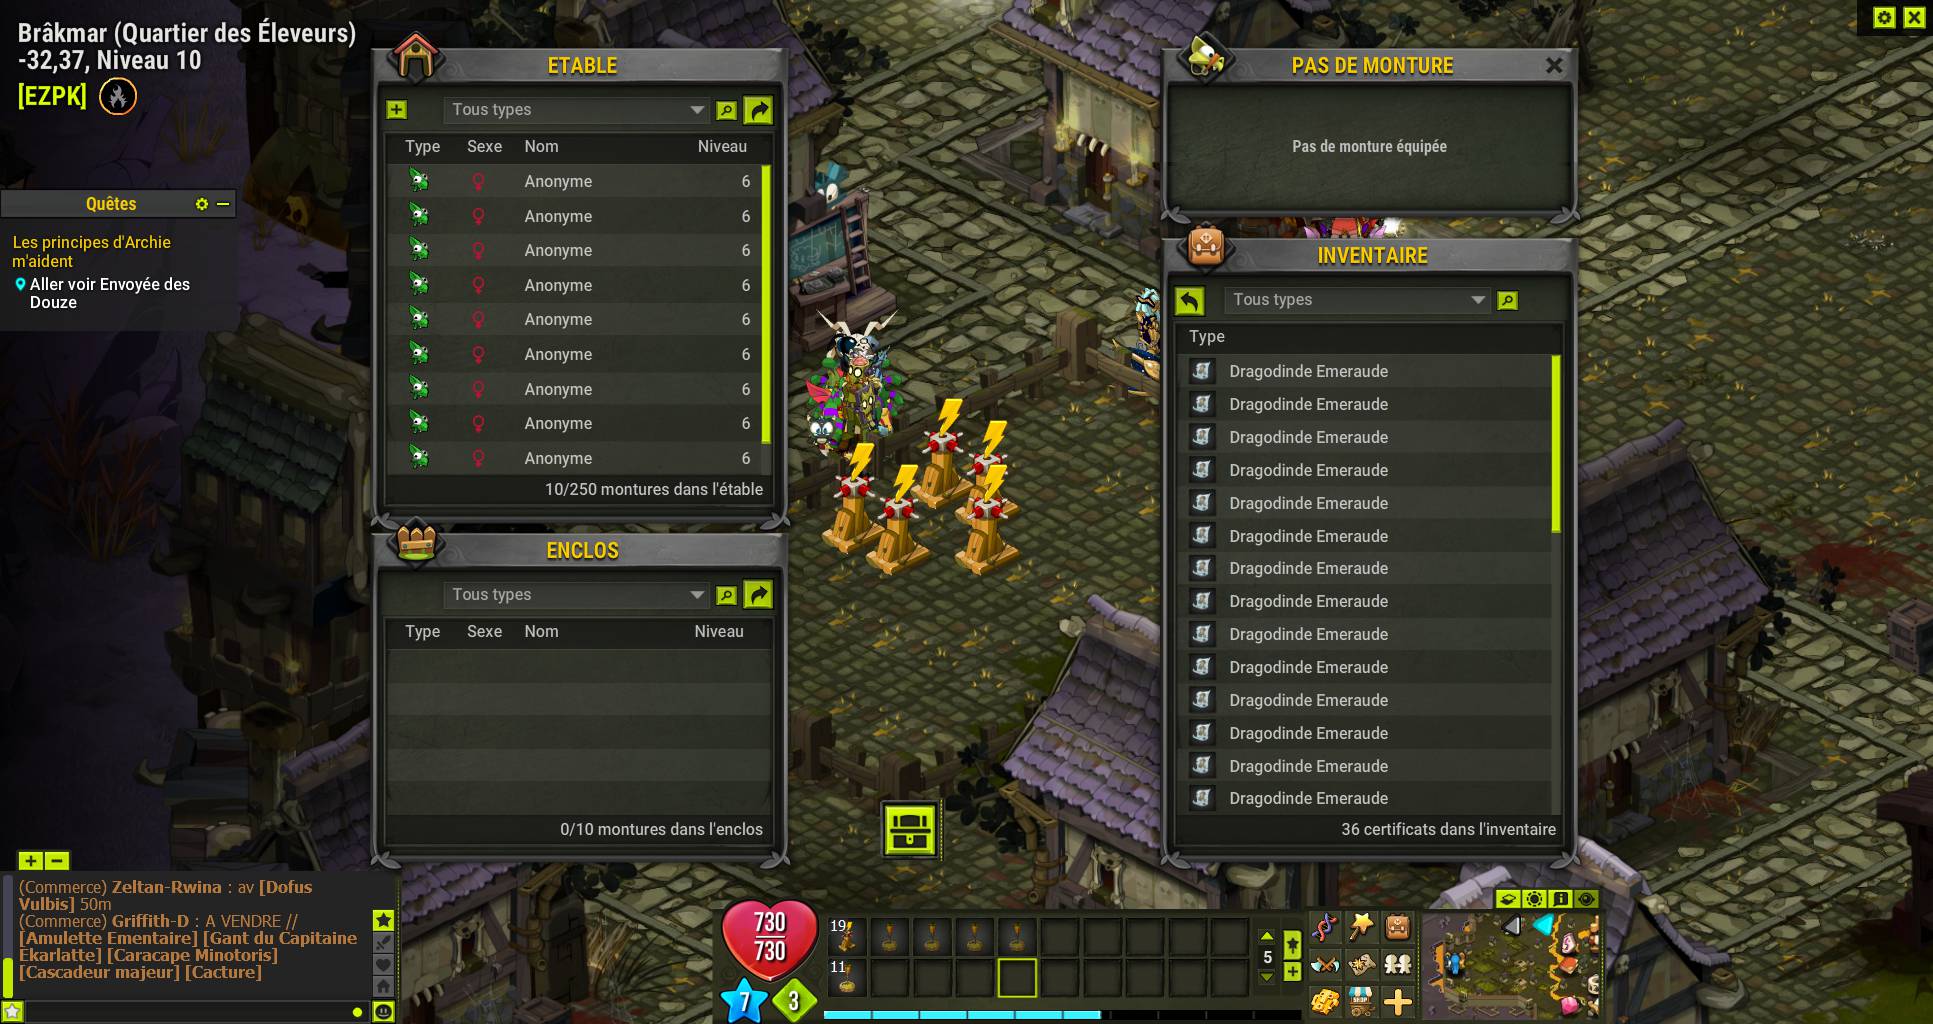 Brâkmar (Quartier des Éleveurs)
-32,37, Niveau 10
[EZPK]
Quêtes
Les principes d'Archie
m'aident
Aller voir Envoyée des
Douze
ETABLE
Tous types
Type Sexe Nom Niveau
Anonyme 6
Anonyme 6
Anonyme 6
Anonyme 6
Anonyme 6
Anonyme 6
Anonyme 6
Anonyme 6
Anonyme 6
10/250 montures dans l'étable
ENCLOS
Tous types
Type Sexe Nom Niveau
0/10 montures dans l'enclos
PAS DE MONTURE
Pas de monture équipée
INVENTAIRE
Tous types
Type
Dragodinde Emeraude
Dragodinde Emeraude
Dragodinde Emeraude
Dragodinde Emeraude
Dragodinde Emeraude
Dragodinde Emeraude
Dragodinde Emeraude
Dragodinde Emeraude
Dragodinde Emeraude
Dragodinde Emeraude
Dragodinde Emeraude
Dragodinde Emeraude
Dragodinde Emeraude
Dragodinde Emeraude
36 certificats dans l'inventaire
(Commerce) Zeltan-Rwina : av [Dofus
Vulbis] 50m
(Commerce) Griffith-D : A VENDRE //
[Amulette Ementaire] [Gant du Capitaine
Ekarlatte] [Caracape Minotoris]
[Cascadeur majeur] [Cacture]
730
730
7 3
19
11
5
SHOP